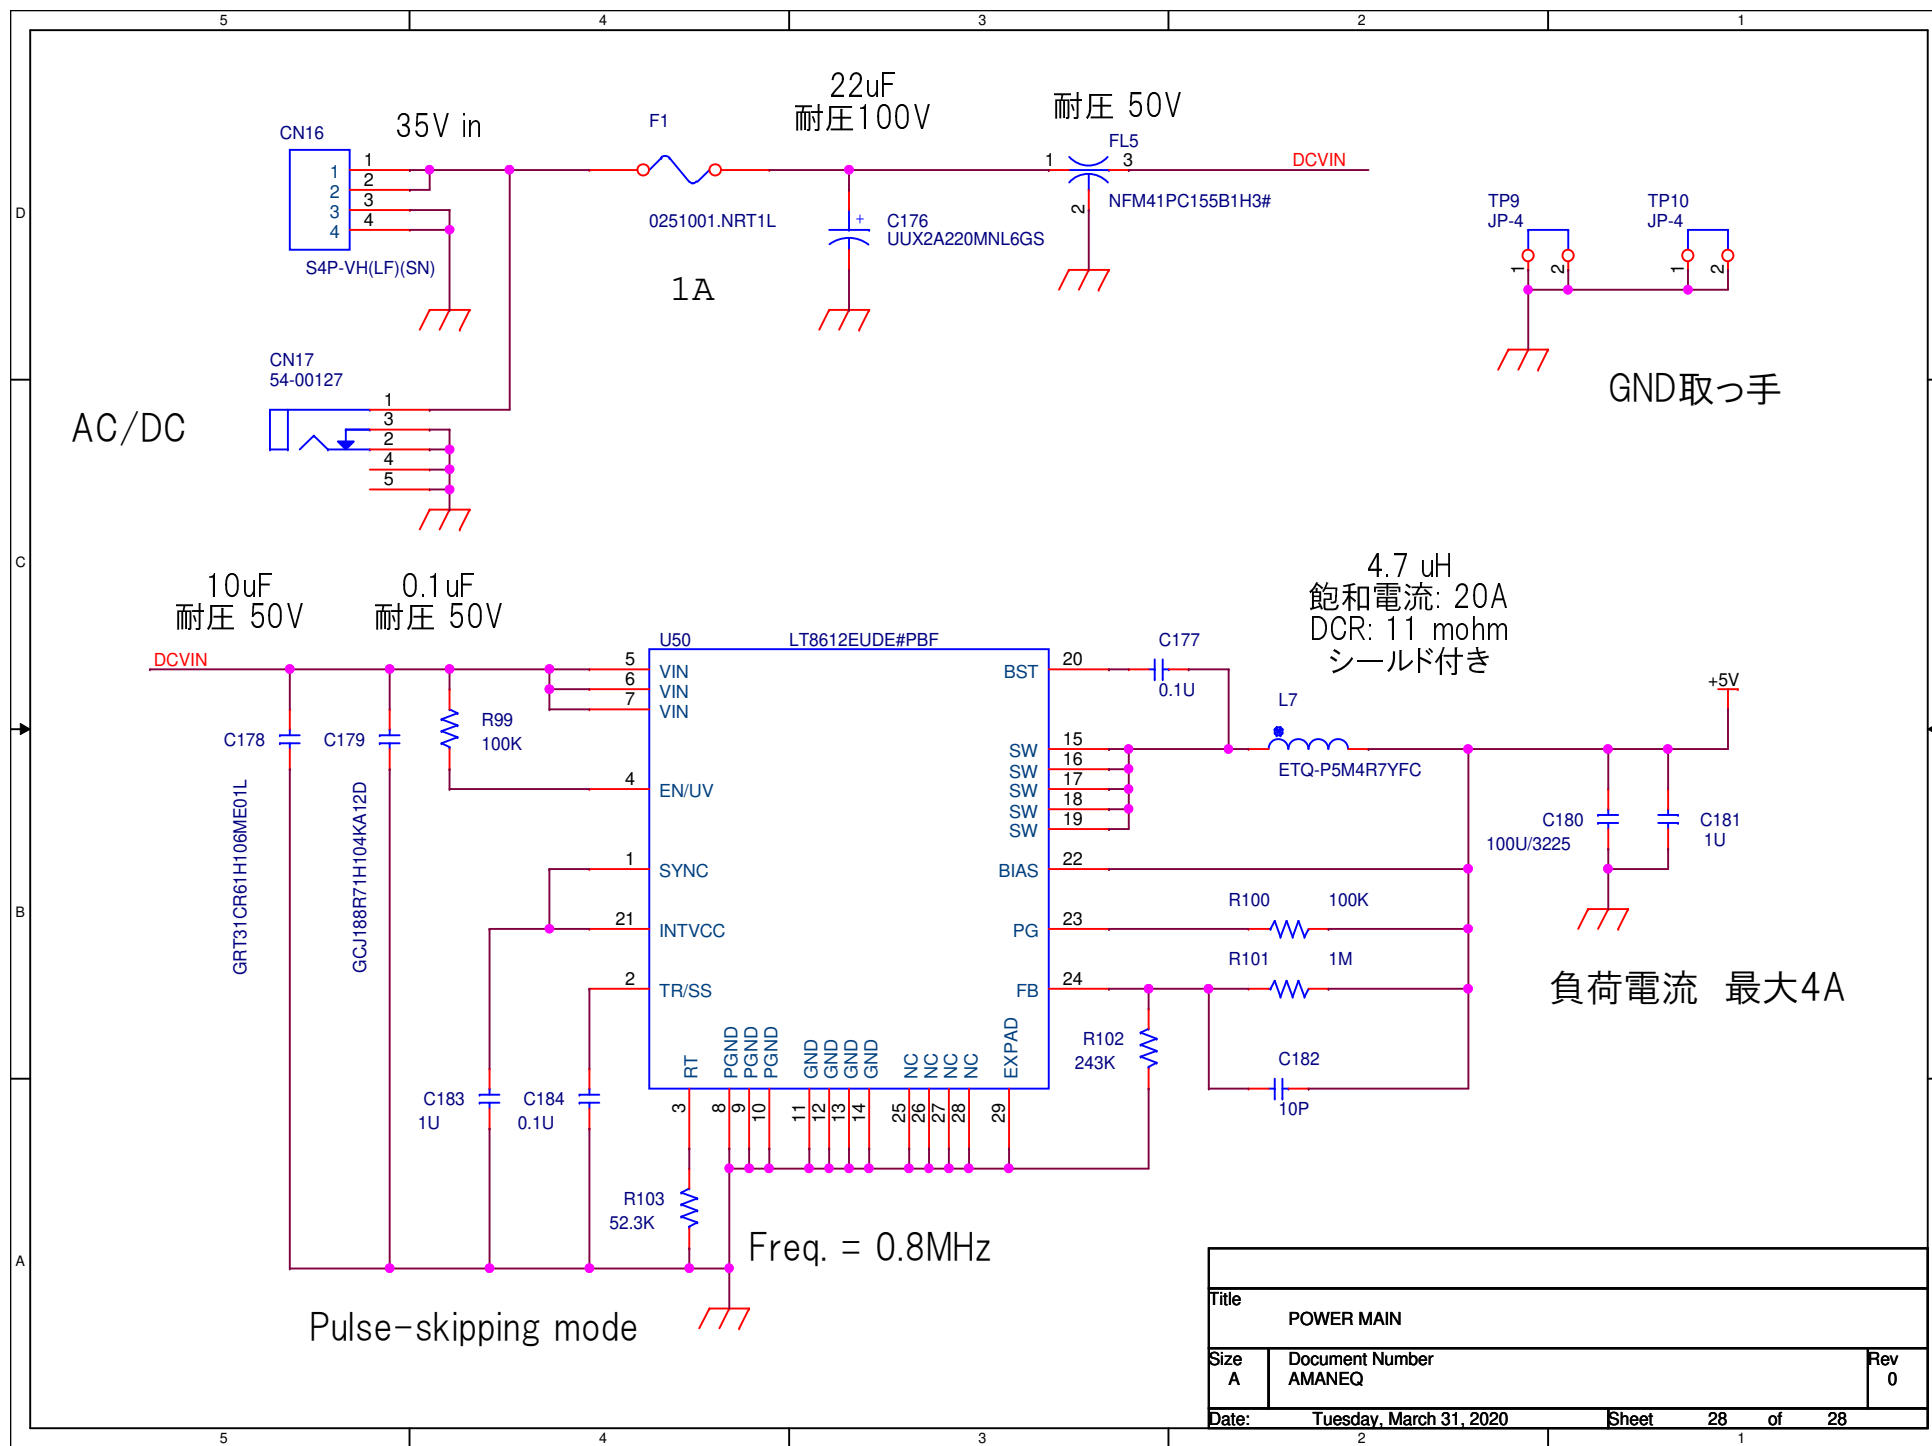 5 4 3 2 1
D
C
B
A
35V in
22uF
耐圧100V
耐圧 50V
CN16
1
2
3
4
1
2
3
4
S4P-VH(LF)(SN)
F1
0251001.NRT1L
1A
+
C176
UUX2A220MNL6GS
FL5
1 3
2
NFM41PC155B1H3#
DCVIN
TP9
JP-4
1 2
TP10
JP-4
1 2
GND取っ手
AC/DC
CN17
54-00127
1
3
2
4
5
10uF
耐圧 50V
0.1uF
耐圧 50V
DCVIN
C178
GRT31CR61H106ME01L
C179
GCJ188R71H104KA12D
R99
100K
U50 LT8612EUDE#PBF
5 VIN
6 VIN
7 VIN
4 EN/UV
1 SYNC
21 INTVCC
2 TR/SS
BST 20
SW 15
SW 16
SW 17
SW 18
SW 19
BIAS 22
PG 23
FB 24
RT PGND PGND PGND GND GND GND GND NC NC NC NC EXPAD
3 8 9 10 11 12 13 14 25 26 27 28 29
C177
0.1U
4.7 uH
飽和電流: 20A
DCR: 11 mohm
シールド付き
L7
ETQ-P5M4R7YFC
+5V
C180
100U/3225
C181
1U
R100 100K
R101 1M
R102
243K
C182
10P
負荷電流 最大4A
C183
1U
C184
0.1U
R103
52.3K
Freq. = 0.8MHz
Pulse-skipping mode
Title
POWER MAIN
Size
A
Document Number
AMANEQ
Rev
0
Date: Tuesday, March 31, 2020 Sheet 28 of 28
5 4 3 2 1